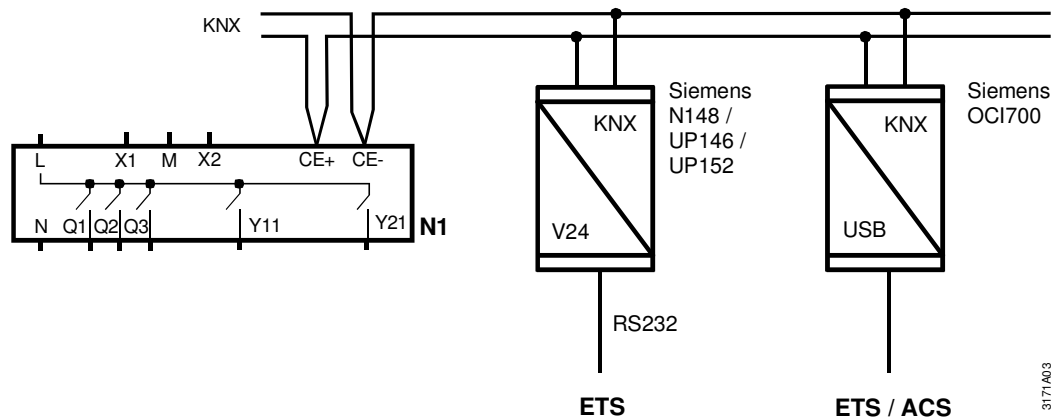 KNX
L X1 M X2 CE+ CE-
N Q1 Q2 Q3 Y11 Y21 N1
KNX
V24
Siemens
N148 /
UP146 /
UP152
RS232
ETS
KNX
USB
Siemens
OCI700
ETS / ACS
3171A03